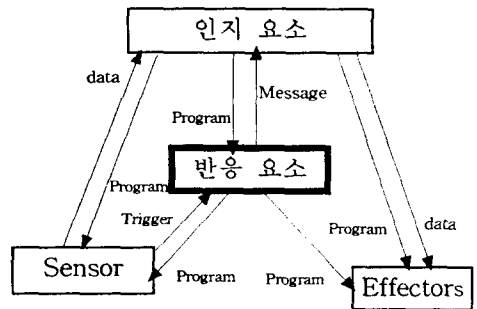 인지 요소
data
Message
Program
반응 요소
Program
Trigger
Program
data
Sensor
Program
Program
Effectors